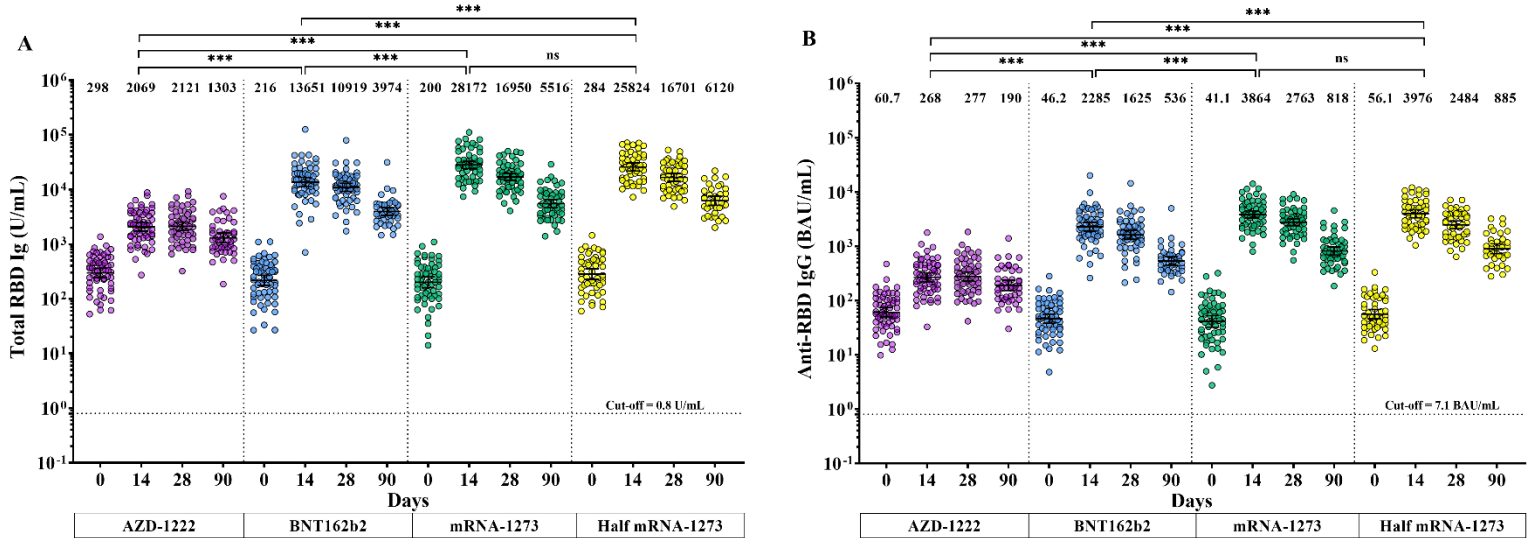 ***
***
A
***
ns
***
***
10⁶
298 2069 2121 1303 216 13651 10919 3974 200 28172 16950 5516 284 25824 16701 6120
10⁵
10⁴
10³
10²
10¹
10⁰
10⁻¹
Total RBD Ig (U/mL)
Cut-off = 0.8 U/mL
0 14 28 90 0 14 28 90 0 14 28 90 0 14 28 90
Days
AZD-1222 BNT162b2 mRNA-1273 Half mRNA-1273
***
***
B
***
ns
***
***
10⁶
60.7 268 277 190 46.2 2285 1625 536 41.1 3864 2763 818 56.1 3976 2484 885
10⁵
10⁴
10³
10²
10¹
10⁰
10⁻¹
Anti-RBD IgG (BAU/mL)
Cut-off = 7.1 BAU/mL
0 14 28 90 0 14 28 90 0 14 28 90 0 14 28 90
Days
AZD-1222 BNT162b2 mRNA-1273 Half mRNA-1273